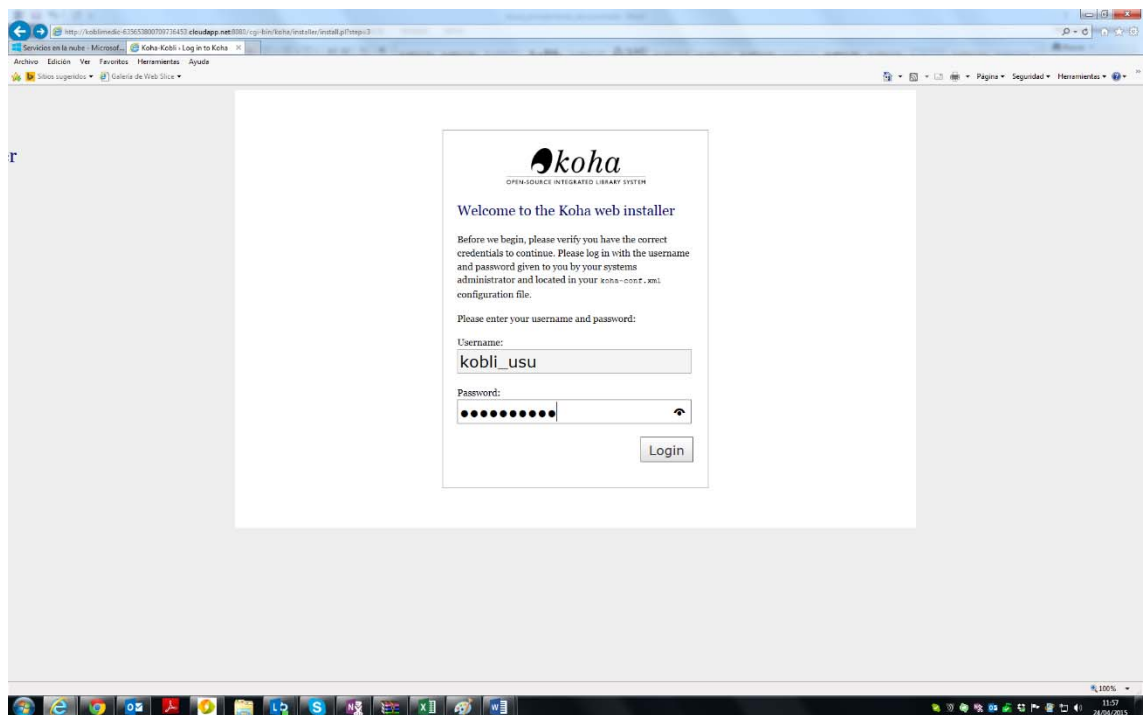 cloudapp.net:8080/cgi-bin/koha/installer/install.pl?step=3
Servicios en la nube - Microsof...
Koha-Kobli › Log in to Koha
Archivo Edición Ver Favoritos Herramientas Ayuda
Sitios sugeridos Galería de Web Slice
Página Seguridad Herramientas
r
koha
OPEN-SOURCE INTEGRATED LIBRARY SYSTEM
Welcome to the Koha web installer
Before we begin, please verify you have the correct
credentials to continue. Please log in with the username
and password given to you by your systems
administrator and located in your koha-conf.xml
configuration file.
Please enter your username and password:
Username:
kobli_usu
Password:
Login
100%
11:57
24/04/2015